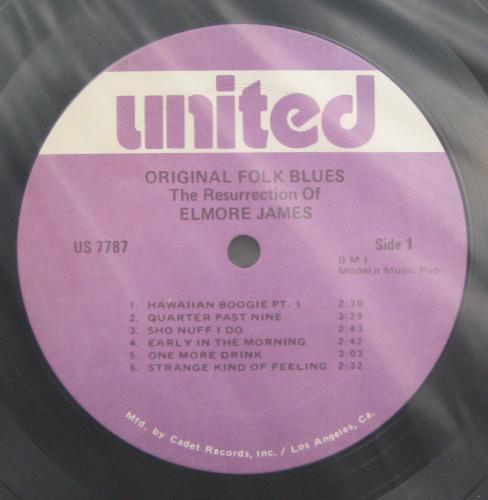 united
ORIGINAL FOLK BLUES
The Resurrection Of
ELMORE JAMES
US 7787
Side 1
B M I
Modern Music Pub.
1. HAWAIIAN BOOGIE PT. 1 2:30
2. QUARTER PAST NINE 3:29
3. SHO NUFF I DO 2:43
4. EARLY IN THE MORNING 2:42
5. ONE MORE DRINK 3:03
6. STRANGE KIND OF FEELING 2:32
Mfd. by Cadet Records, Inc. / Los Angeles, Ca.